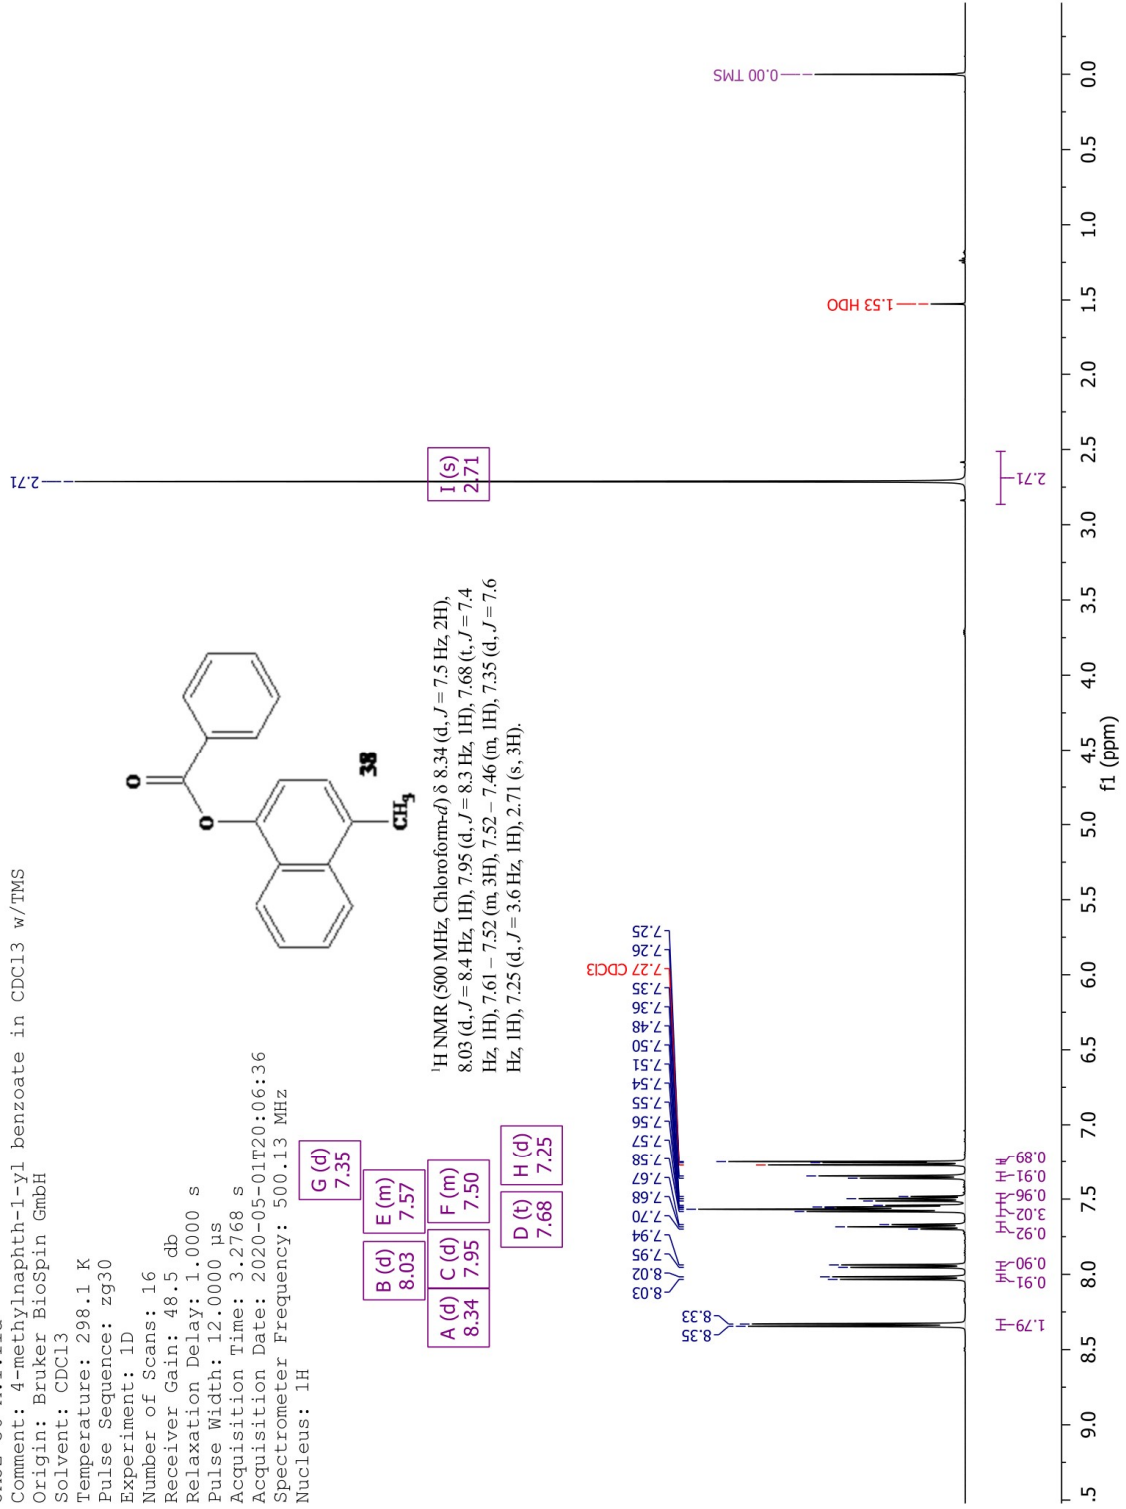 Comment: 4-methylnaphth-1-yl benzoate in CDCl3 w/TMS
Origin: Bruker BioSpin GmbH
Solvent: CDCl3
Temperature: 298.1 K
Pulse Sequence: zg30
Experiment: 1D
Number of Scans: 16
Receiver Gain: 48.5 db
Relaxation Delay: 1.0000 s
Pulse Width: 12.0000 µs
Acquisition Time: 3.2768 s
Acquisition Date: 2020-05-01T20:06:36
Spectrometer Frequency: 500.13 MHz
Nucleus: 1H
O
O
CH3
38
¹H NMR (500 MHz, Chloroform-d) δ 8.34 (d, J = 7.5 Hz, 2H),
8.03 (d, J = 8.4 Hz, 1H), 7.95 (d, J = 8.3 Hz, 1H), 7.68 (t, J = 7.4
Hz, 1H), 7.61 – 7.52 (m, 3H), 7.52 – 7.46 (m, 1H), 7.35 (d, J = 7.6
Hz, 1H), 7.25 (d, J = 3.6 Hz, 1H), 2.71 (s, 3H).
G (d)
7.35
B (d)
8.03
E (m)
7.57
A (d)
8.34
C (d)
7.95
F (m)
7.50
D (t)
7.68
H (d)
7.25
I (s)
2.71
8.35
8.33
8.03
8.02
7.95
7.94
7.70
7.68
7.67
7.58
7.57
7.56
7.55
7.54
7.51
7.50
7.48
7.36
7.35
7.27 CDCl3
7.26
7.25
2.71
1.53 HDO
0.00 TMS
1.79
0.91
0.90
0.92
3.02
0.96
0.91
0.89
2.71
.5
9.0
8.5
8.0
7.5
7.0
6.5
6.0
5.5
5.0
4.5
4.0
3.5
3.0
2.5
2.0
1.5
1.0
0.5
0.0
f1 (ppm)